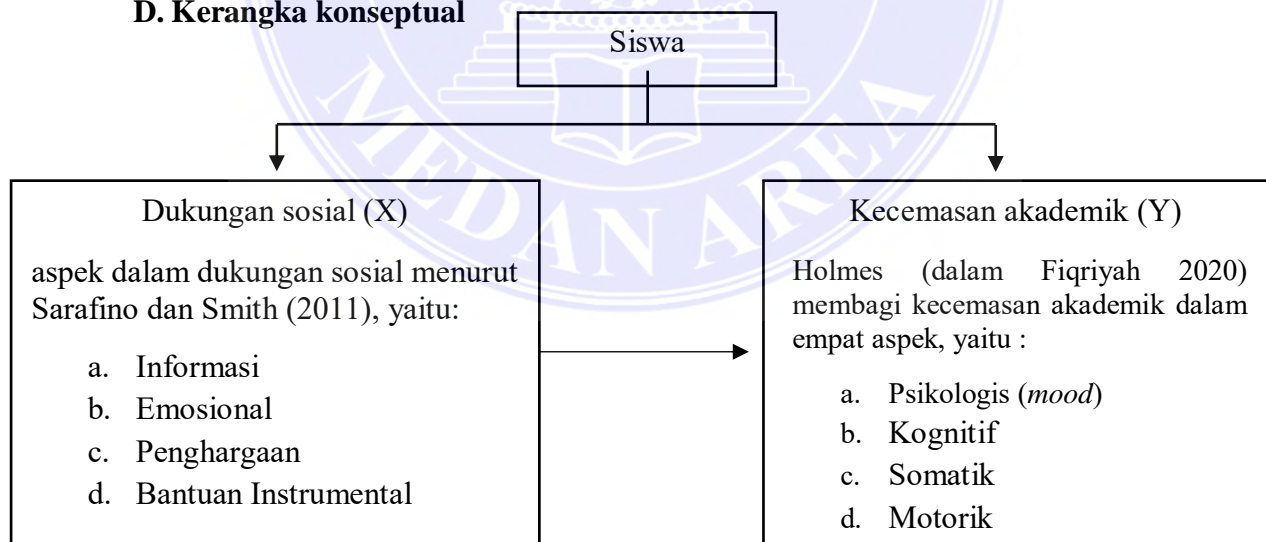 D. Kerangka konseptual
Siswa
MEDAN AREA
Dukungan sosial (X)
aspek dalam dukungan sosial menurut
Sarafino dan Smith (2011), yaitu:
a. Informasi
b. Emosional
c. Penghargaan
d. Bantuan Instrumental
Kecemasan akademik (Y)
Holmes (dalam Fiqriyah 2020)
membagi kecemasan akademik dalam
empat aspek, yaitu :
a. Psikologis (mood)
b. Kognitif
c. Somatik
d. Motorik